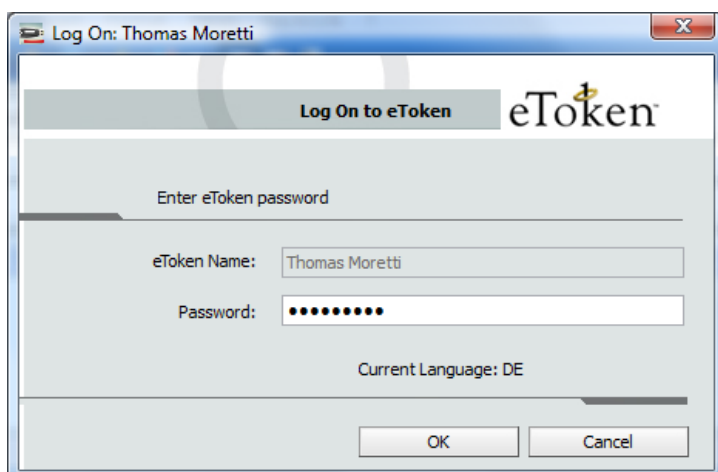 Log On: Thomas Moretti
Log On to eToken
eToken
Enter eToken password
eToken Name: Thomas Moretti
Password: •••••••••
Current Language: DE
OK Cancel